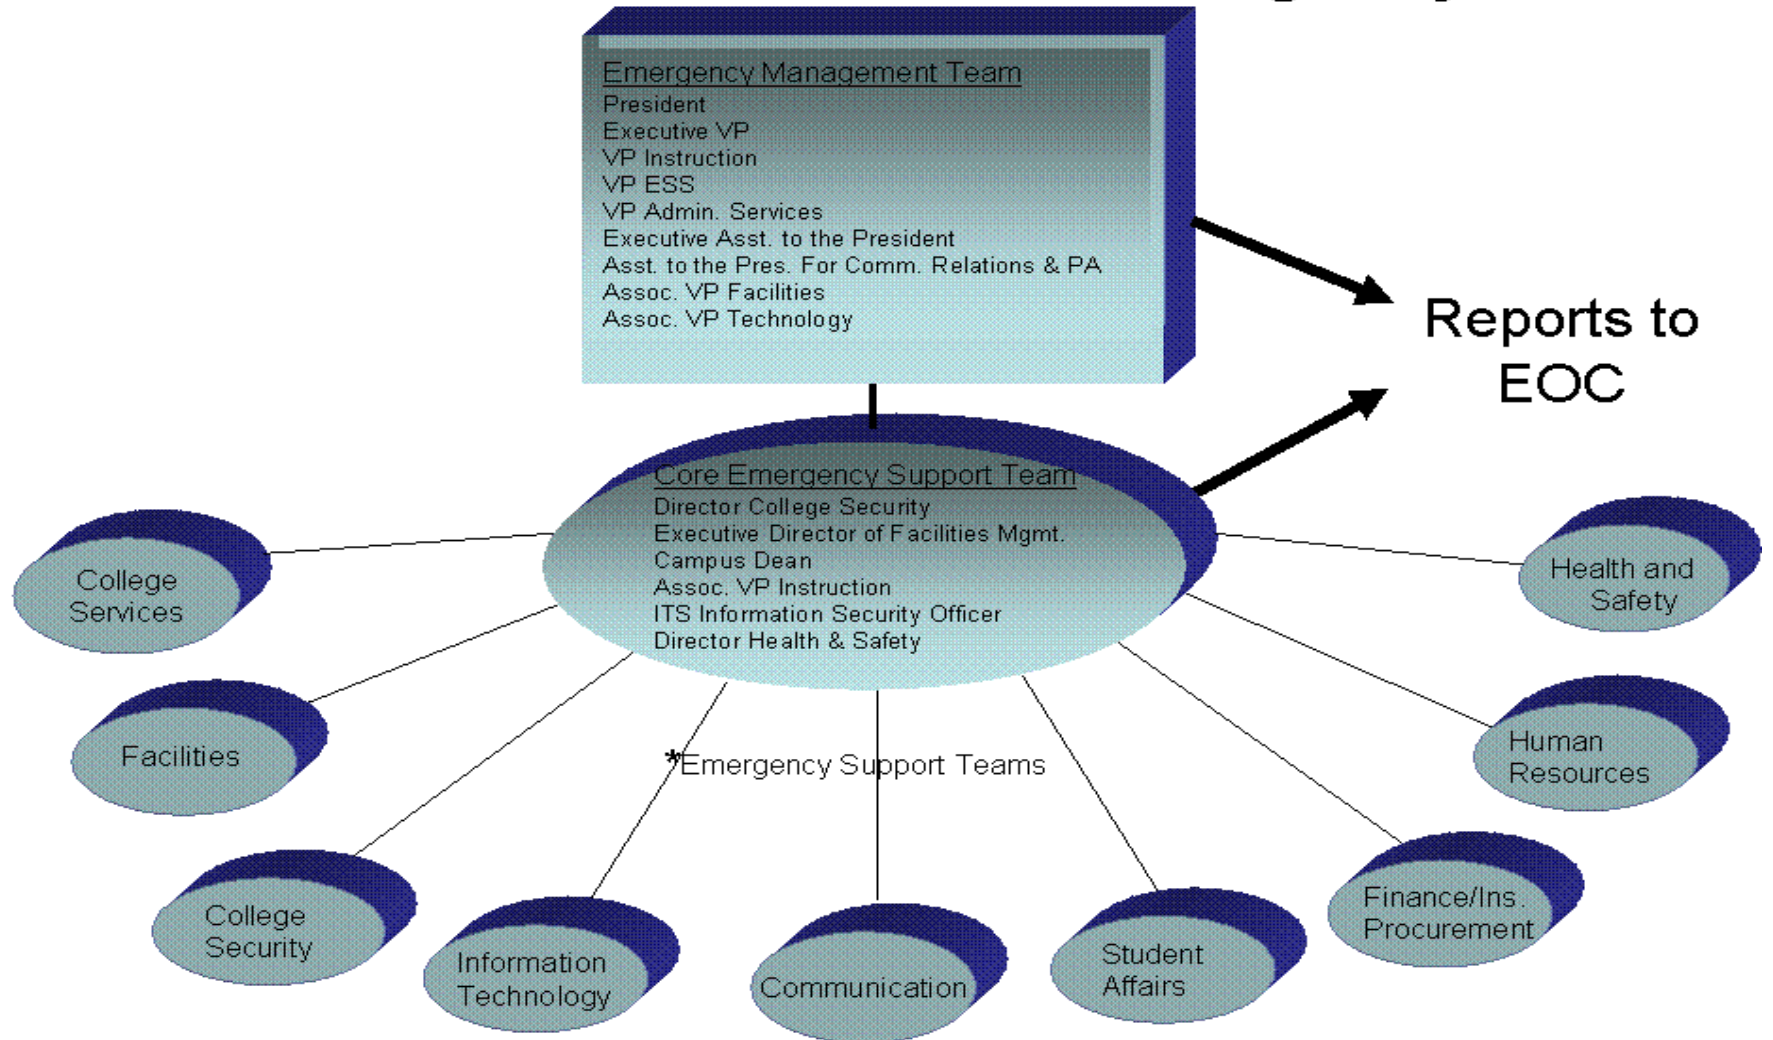 Emergency Management Team
President
Executive VP
VP Instruction
VP ESS
VP Admin. Services
Executive Asst. to the President
Asst. to the Pres. For Comm. Relations & PA
Assoc. VP Facilities
Assoc. VP Technology
Reports to
EOC
Core Emergency Support Team
Director College Security
Executive Director of Facilities Mgmt.
Campus Dean
Assoc. VP Instruction
ITS Information Security Officer
Director Health & Safety
College
Services
Health and
Safety
Facilities
*Emergency Support Teams
Human
Resources
College
Security
Information
Technology
Communication
Student
Affairs
Finance/Ins.
Procurement